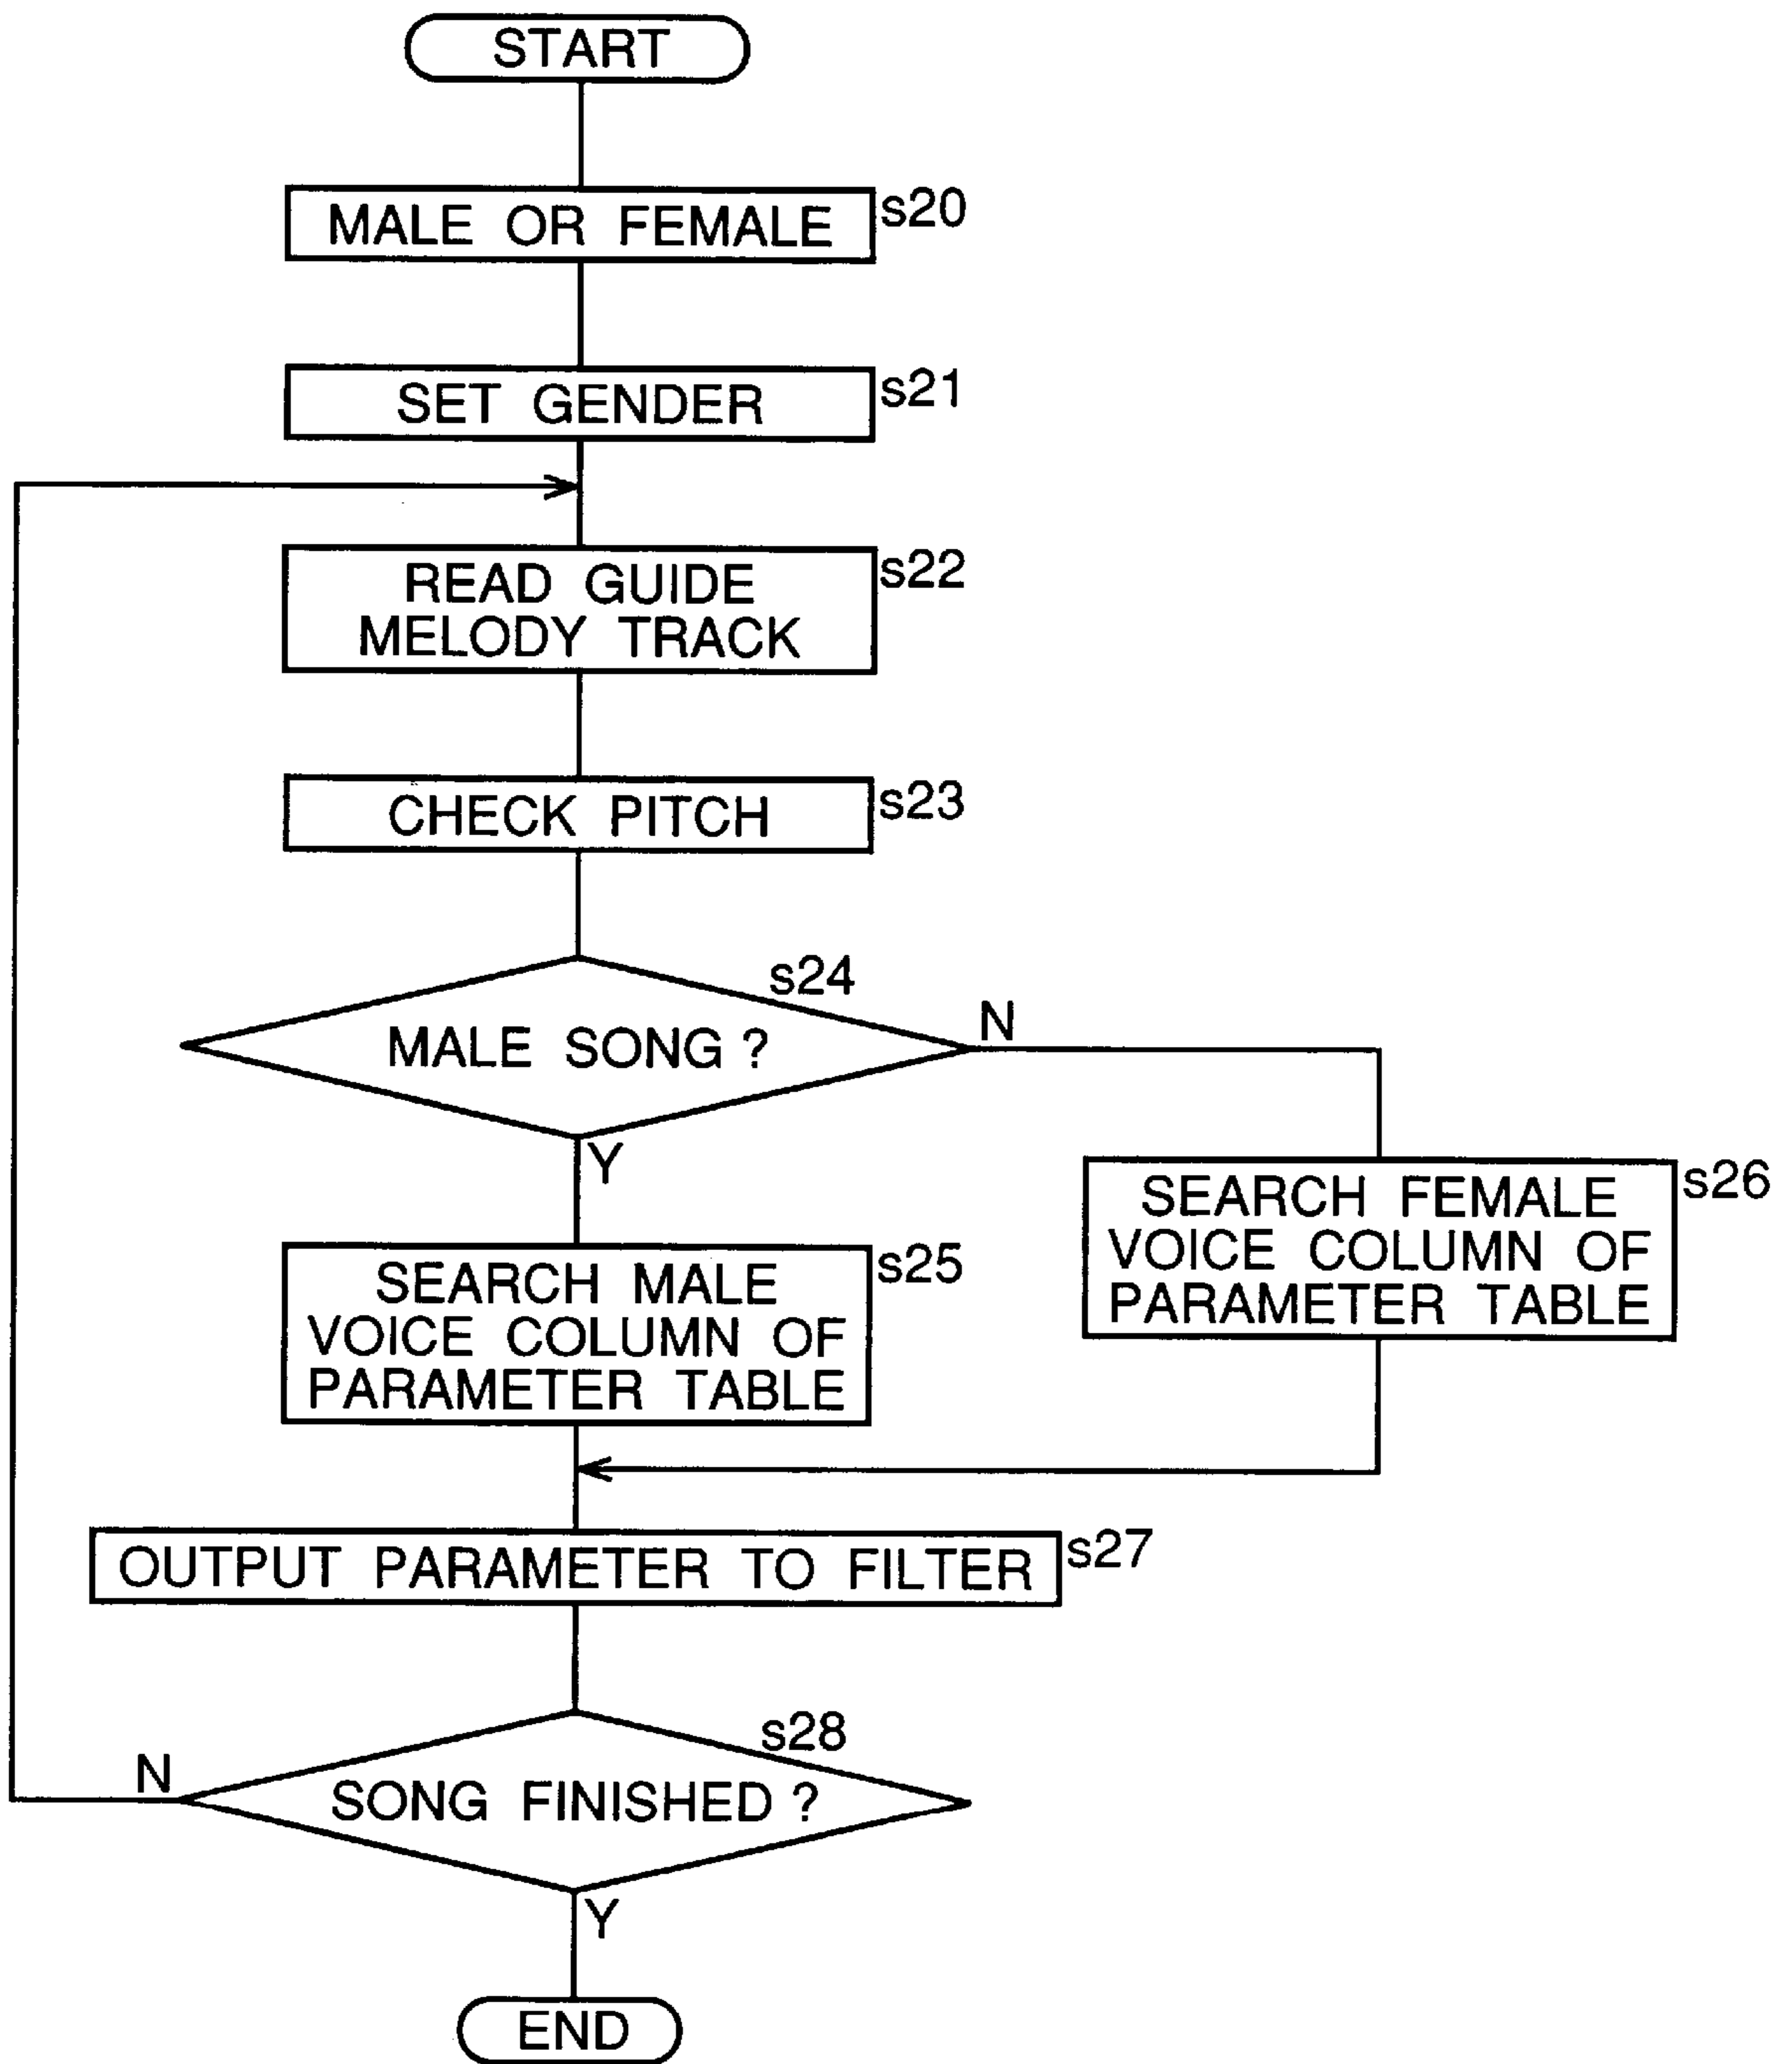 START
MALE OR FEMALE
s20
SET GENDER
s21
READ GUIDE
MELODY TRACK
s22
CHECK PITCH
s23
s24
MALE SONG ?
N
Y
SEARCH FEMALE
VOICE COLUMN OF
PARAMETER TABLE
s26
SEARCH MALE
VOICE COLUMN OF
PARAMETER TABLE
s25
OUTPUT PARAMETER TO FILTER
s27
s28
SONG FINISHED ?
N
Y
END